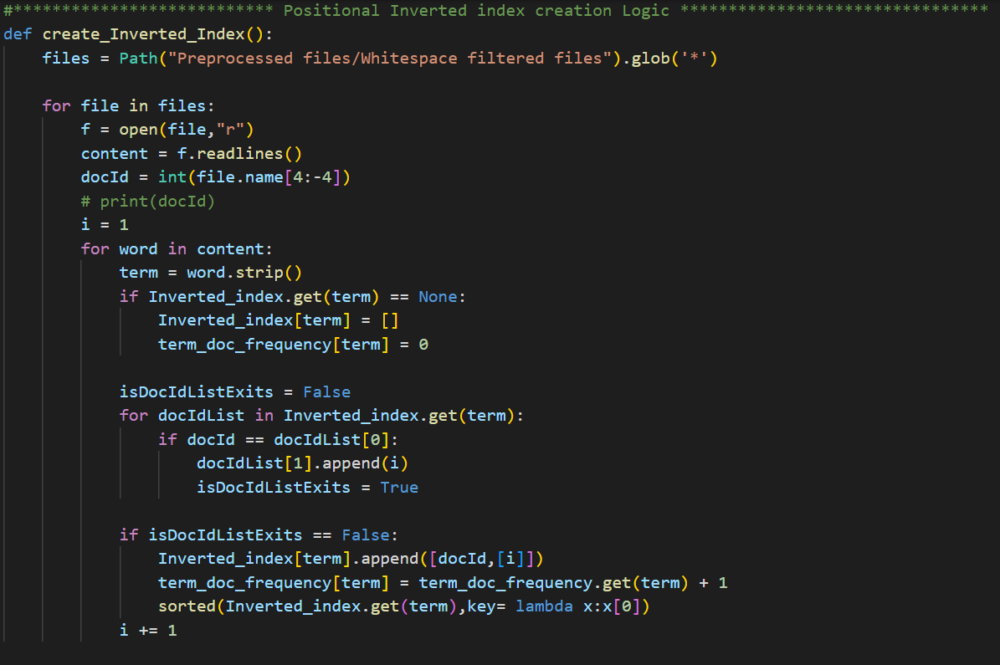 #*************************** Positional Inverted index creation Logic ********************************
def create_Inverted_Index():
    files = Path("Preprocessed files/Whitespace filtered files").glob('*')

    for file in files:
        f = open(file,"r")
        content = f.readlines()
        docId = int(file.name[4:-4])
        # print(docId)
        i = 1
        for word in content:
            term = word.strip()
            if Inverted_index.get(term) == None:
                Inverted_index[term] = []
                term_doc_frequency[term] = 0

            isDocIdListExits = False
            for docIdList in Inverted_index.get(term):
                if docId == docIdList[0]:
                    docIdList[1].append(i)
                    isDocIdListExits = True

            if isDocIdListExits == False:
                Inverted_index[term].append([docId,[i]])
                term_doc_frequency[term] = term_doc_frequency.get(term) + 1
                sorted(Inverted_index.get(term),key= lambda x:x[0])
            i += 1